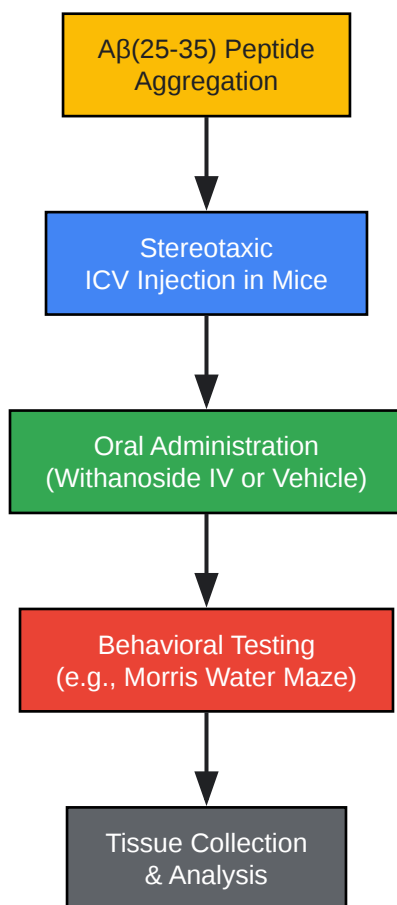 Aβ(25-35) Peptide
Aggregation
Stereotaxic
ICV Injection in Mice
Oral Administration
(Withanoside IV or Vehicle)
Behavioral Testing
(e.g., Morris Water Maze)
Tissue Collection
& Analysis